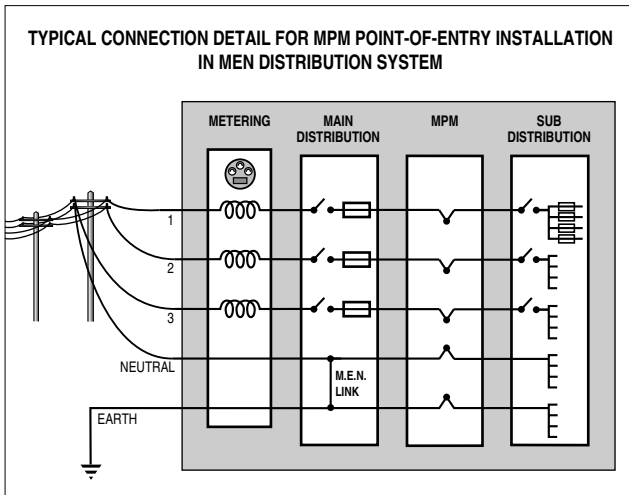 TYPICAL CONNECTION DETAIL FOR MPM POINT-OF-ENTRY INSTALLATION
IN MEN DISTRIBUTION SYSTEM
METERING
MAIN
DISTRIBUTION
MPM
SUB
DISTRIBUTION
1
2
3
NEUTRAL
M.E.N.
LINK
EARTH